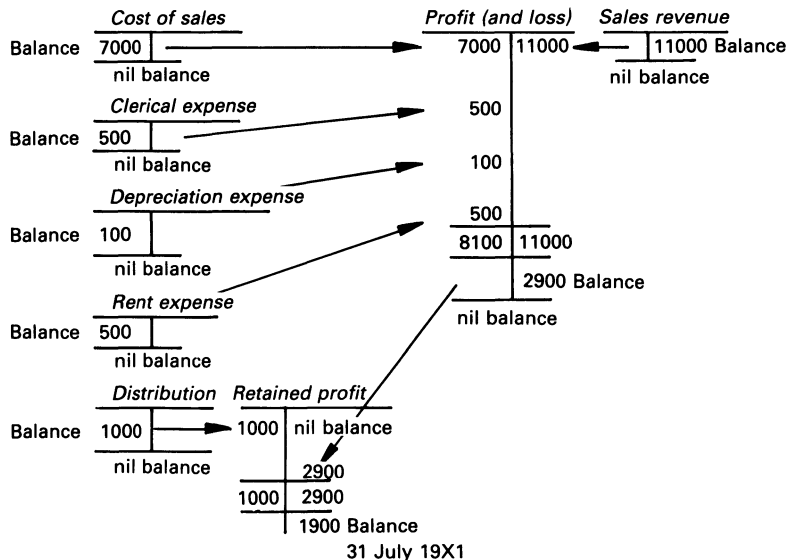 Cost of sales Profit (and loss) Sales revenue
Balance 7000 7000 11000 11000 Balance
nil balance nil balance
Clerical expense
500
Balance 500
nil balance
100
Depreciation expense
500
Balance 100 8100 11000
nil balance
2900 Balance
Rent expense
nil balance
Balance 500
nil balance
Distribution Retained profit
Balance 1000 1000 nil balance
nil balance 2900
1000 2900
1900 Balance
31 July 19X1